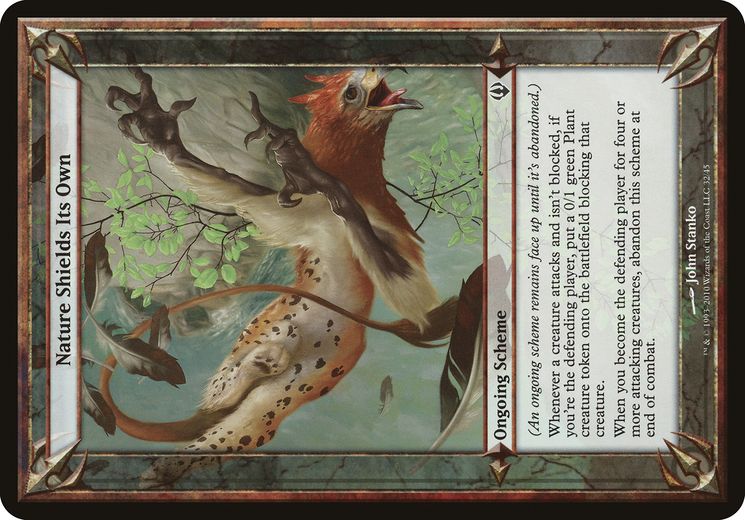 Nature Shields Its Own
Ongoing Scheme
(An ongoing scheme remains face up until it's abandoned.)
Whenever a creature attacks and isn't blocked, if
you're the defending player, put a 0/1 green Plant
creature token onto the battlefield blocking that
creature.
When you become the defending player for four or
more attacking creatures, abandon this scheme at
end of combat.
John Stanko
™ & © 1993–2010 Wizards of the Coast LLC 32/45